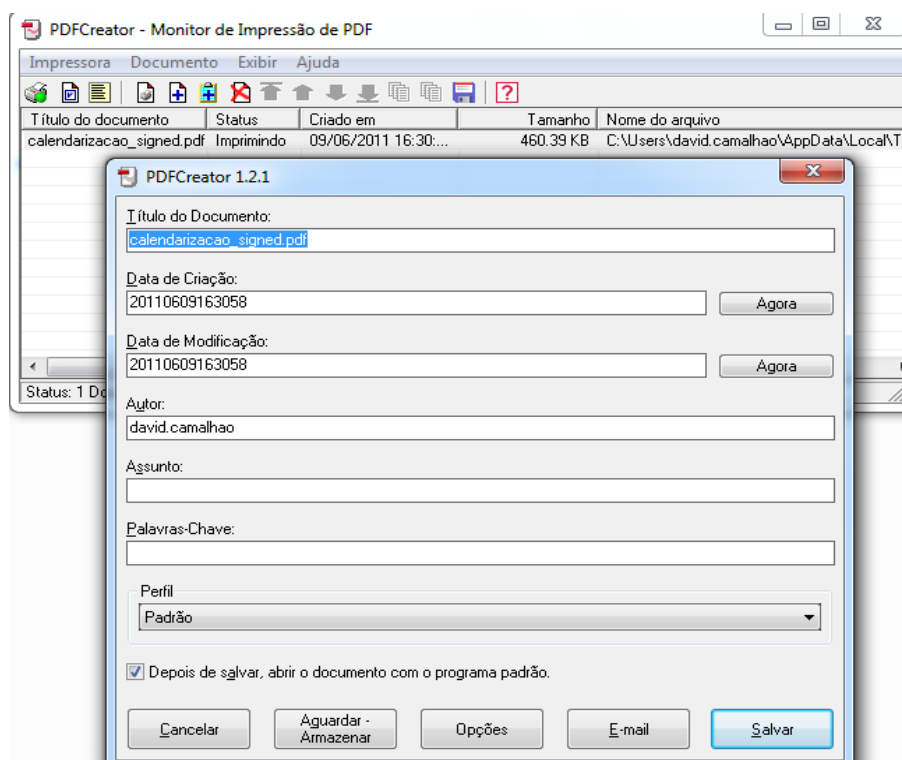 PDFCreator - Monitor de Impressão de PDF
Impressora Documento Exibir Ajuda
Título do documento Status Criado em Tamanho Nome do arquivo
calendarizacao_signed.pdf Imprimindo 09/06/2011 16:30:... 460.39 KB C:\Users\david.camalhao\AppData\Local\T
PDFCreator 1.2.1
Título do Documento:
calendarizacao_signed.pdf
Data de Criação:
20110609163058
Agora
Data de Modificação:
20110609163058
Agora
Status: 1 Do
Autor:
david.camalhao
Assunto:
Palavras-Chave:
Perfil
Padrão
Depois de salvar, abrir o documento com o programa padrão.
Cancelar
Aguardar -
Armazenar
Opções
E-mail
Salvar